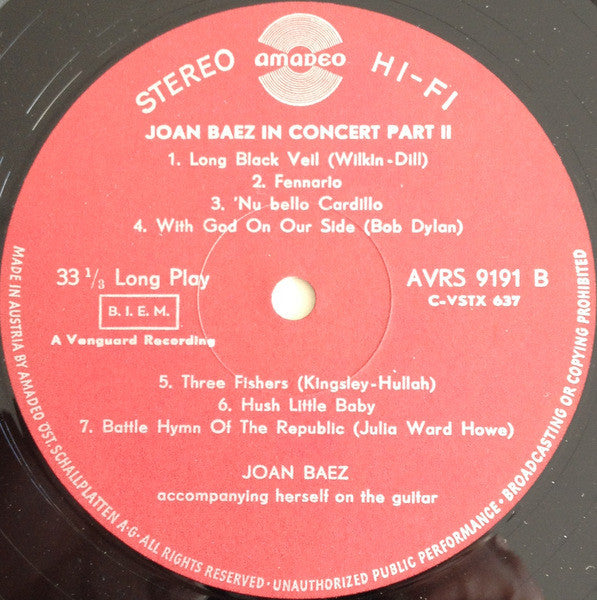 STEREO
amadeo
HI-FI
JOAN BAEZ IN CONCERT PART II
1. Long Black Veil (Wilkin-Dill)
2. Fennario
3. 'Nu bello Cardillo
4. With God On Our Side (Bob Dylan)
33 1/3 Long Play
AVRS 9191 B
C-VSTX 637
B. I. E. M.
A Vanguard Recording
5. Three Fishers (Kingsley-Hullah)
6. Hush Little Baby
7. Battle Hymn Of The Republic (Julia Ward Howe)
JOAN BAEZ
accompanying herself on the guitar
MADE IN AUSTRIA BY AMADEO ÖST. SCHALLPLATTEN A·G· ALL RIGHTS RESERVED · UNAUTHORIZED PUBLIC PERFORMANCE · BROADCASTING OR COPYING PROHIBITED